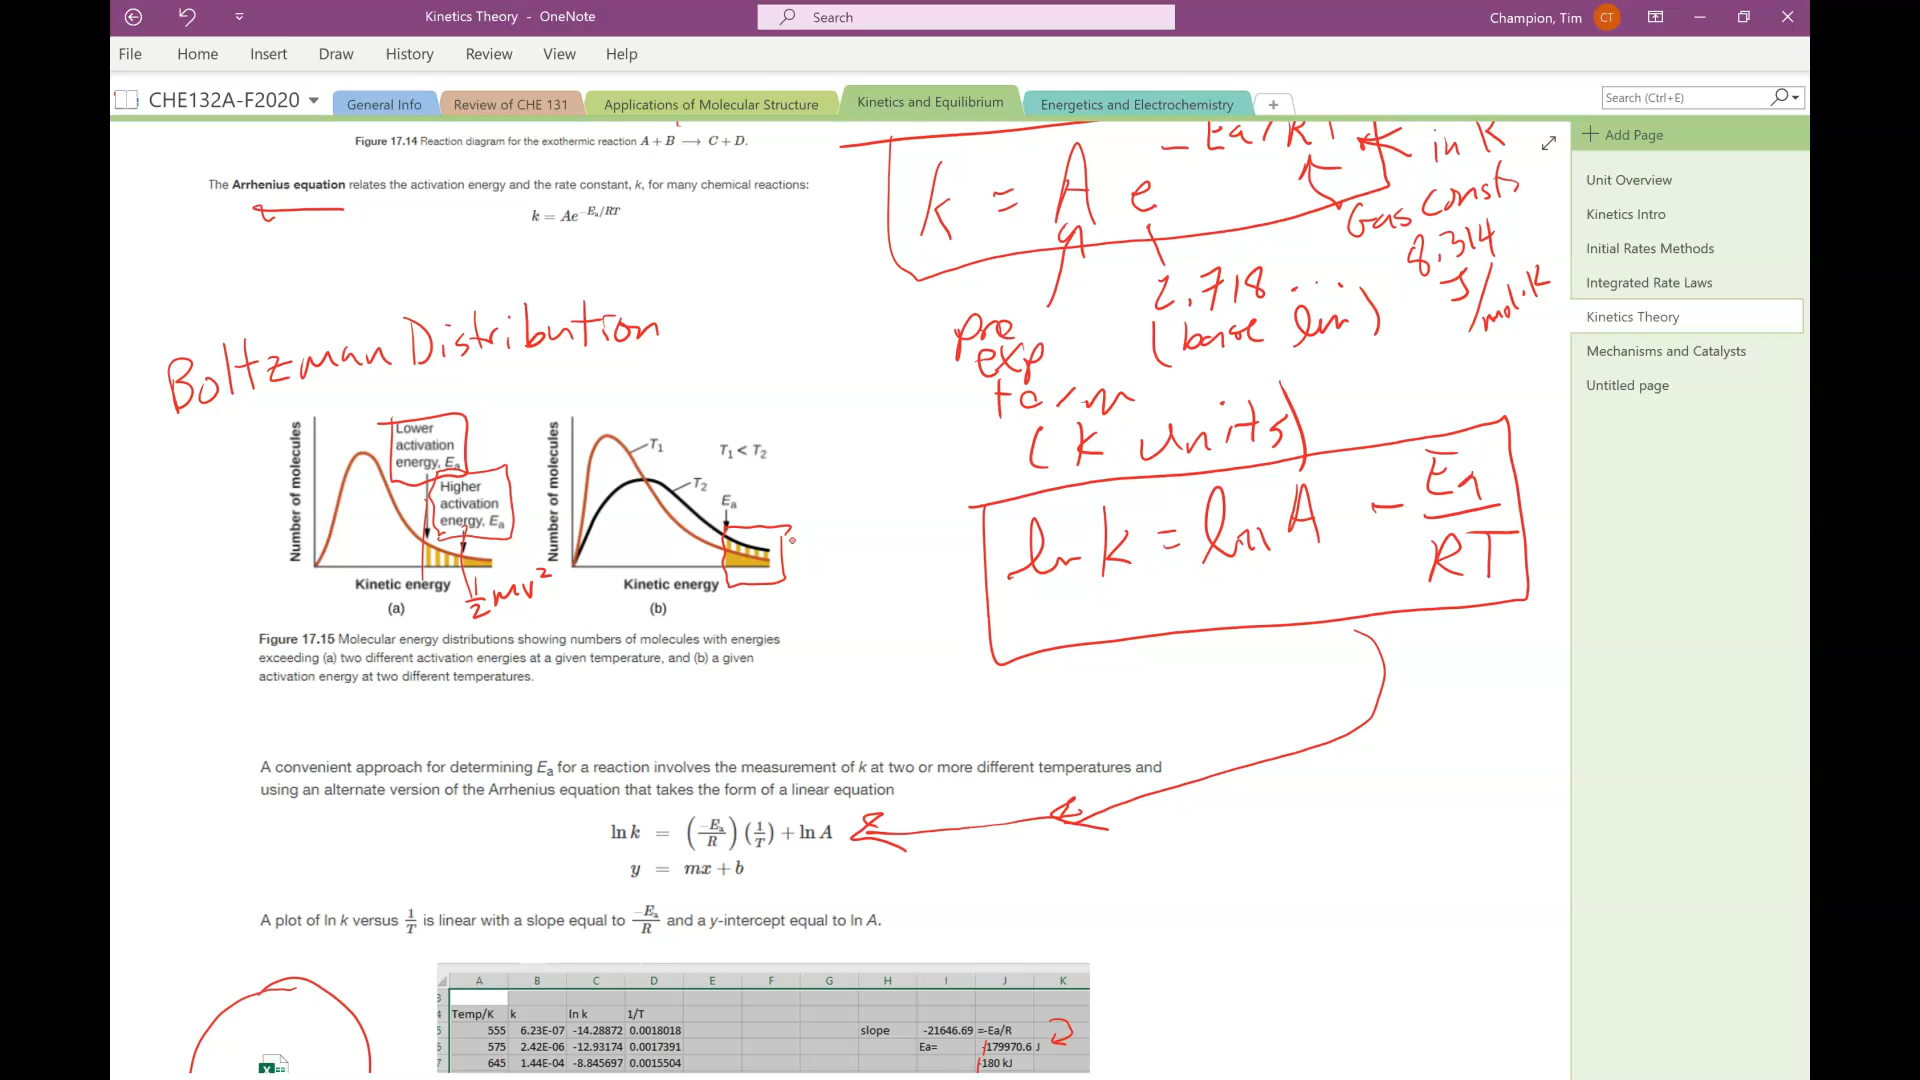 Kinetics Theory - OneNote
Search
Champion, Tim
CT
File Home Insert Draw History Review View Help
CHE132A-F2020
General Info
Review of CHE 131
Applications of Molecular Structure
Kinetics and Equilibrium
Energetics and Electrochemistry
+
Search (Ctrl+E)
Add Page
Unit Overview
Kinetics Intro
Initial Rates Methods
Integrated Rate Laws
Kinetics Theory
Mechanisms and Catalysts
Untitled page
Figure 17.14 Reaction diagram for the exothermic reaction A + B ⟶ C + D.
The Arrhenius equation relates the activation energy and the rate constant, k, for many chemical reactions:
k = Ae^−Ea/RT
k = A e^−Ea/RT
in K
Gas const
8.314
J/mol·K
2.718 ...
(base ln)
pre
exp
term
(k units)
ln k = ln A − Ea/RT
Boltzman Distribution
Number of molecules
Lower
activation
energy, Ea
Higher
activation
energy, Ea
Kinetic energy
(a)
1/2 mv²
Number of molecules
T1
T2
T1 < T2
Ea
Kinetic energy
(b)
Figure 17.15 Molecular energy distributions showing numbers of molecules with energies
exceeding (a) two different activation energies at a given temperature, and (b) a given
activation energy at two different temperatures.
A convenient approach for determining Ea for a reaction involves the measurement of k at two or more different temperatures and
using an alternate version of the Arrhenius equation that takes the form of a linear equation
ln k = (−Ea/R)(1/T) + ln A
y = mx + b
A plot of ln k versus 1/T is linear with a slope equal to −Ea/R and a y-intercept equal to ln A.
A B C D E F G H I J K
Temp/K k ln k 1/T
555 6.23E-07 -14.28872 0.0018018 slope -21646.69 =-Ea/R
575 2.42E-06 -12.93174 0.0017391 Ea= -179970.6 J
645 1.44E-04 -8.845697 0.0015504 -180 kJ